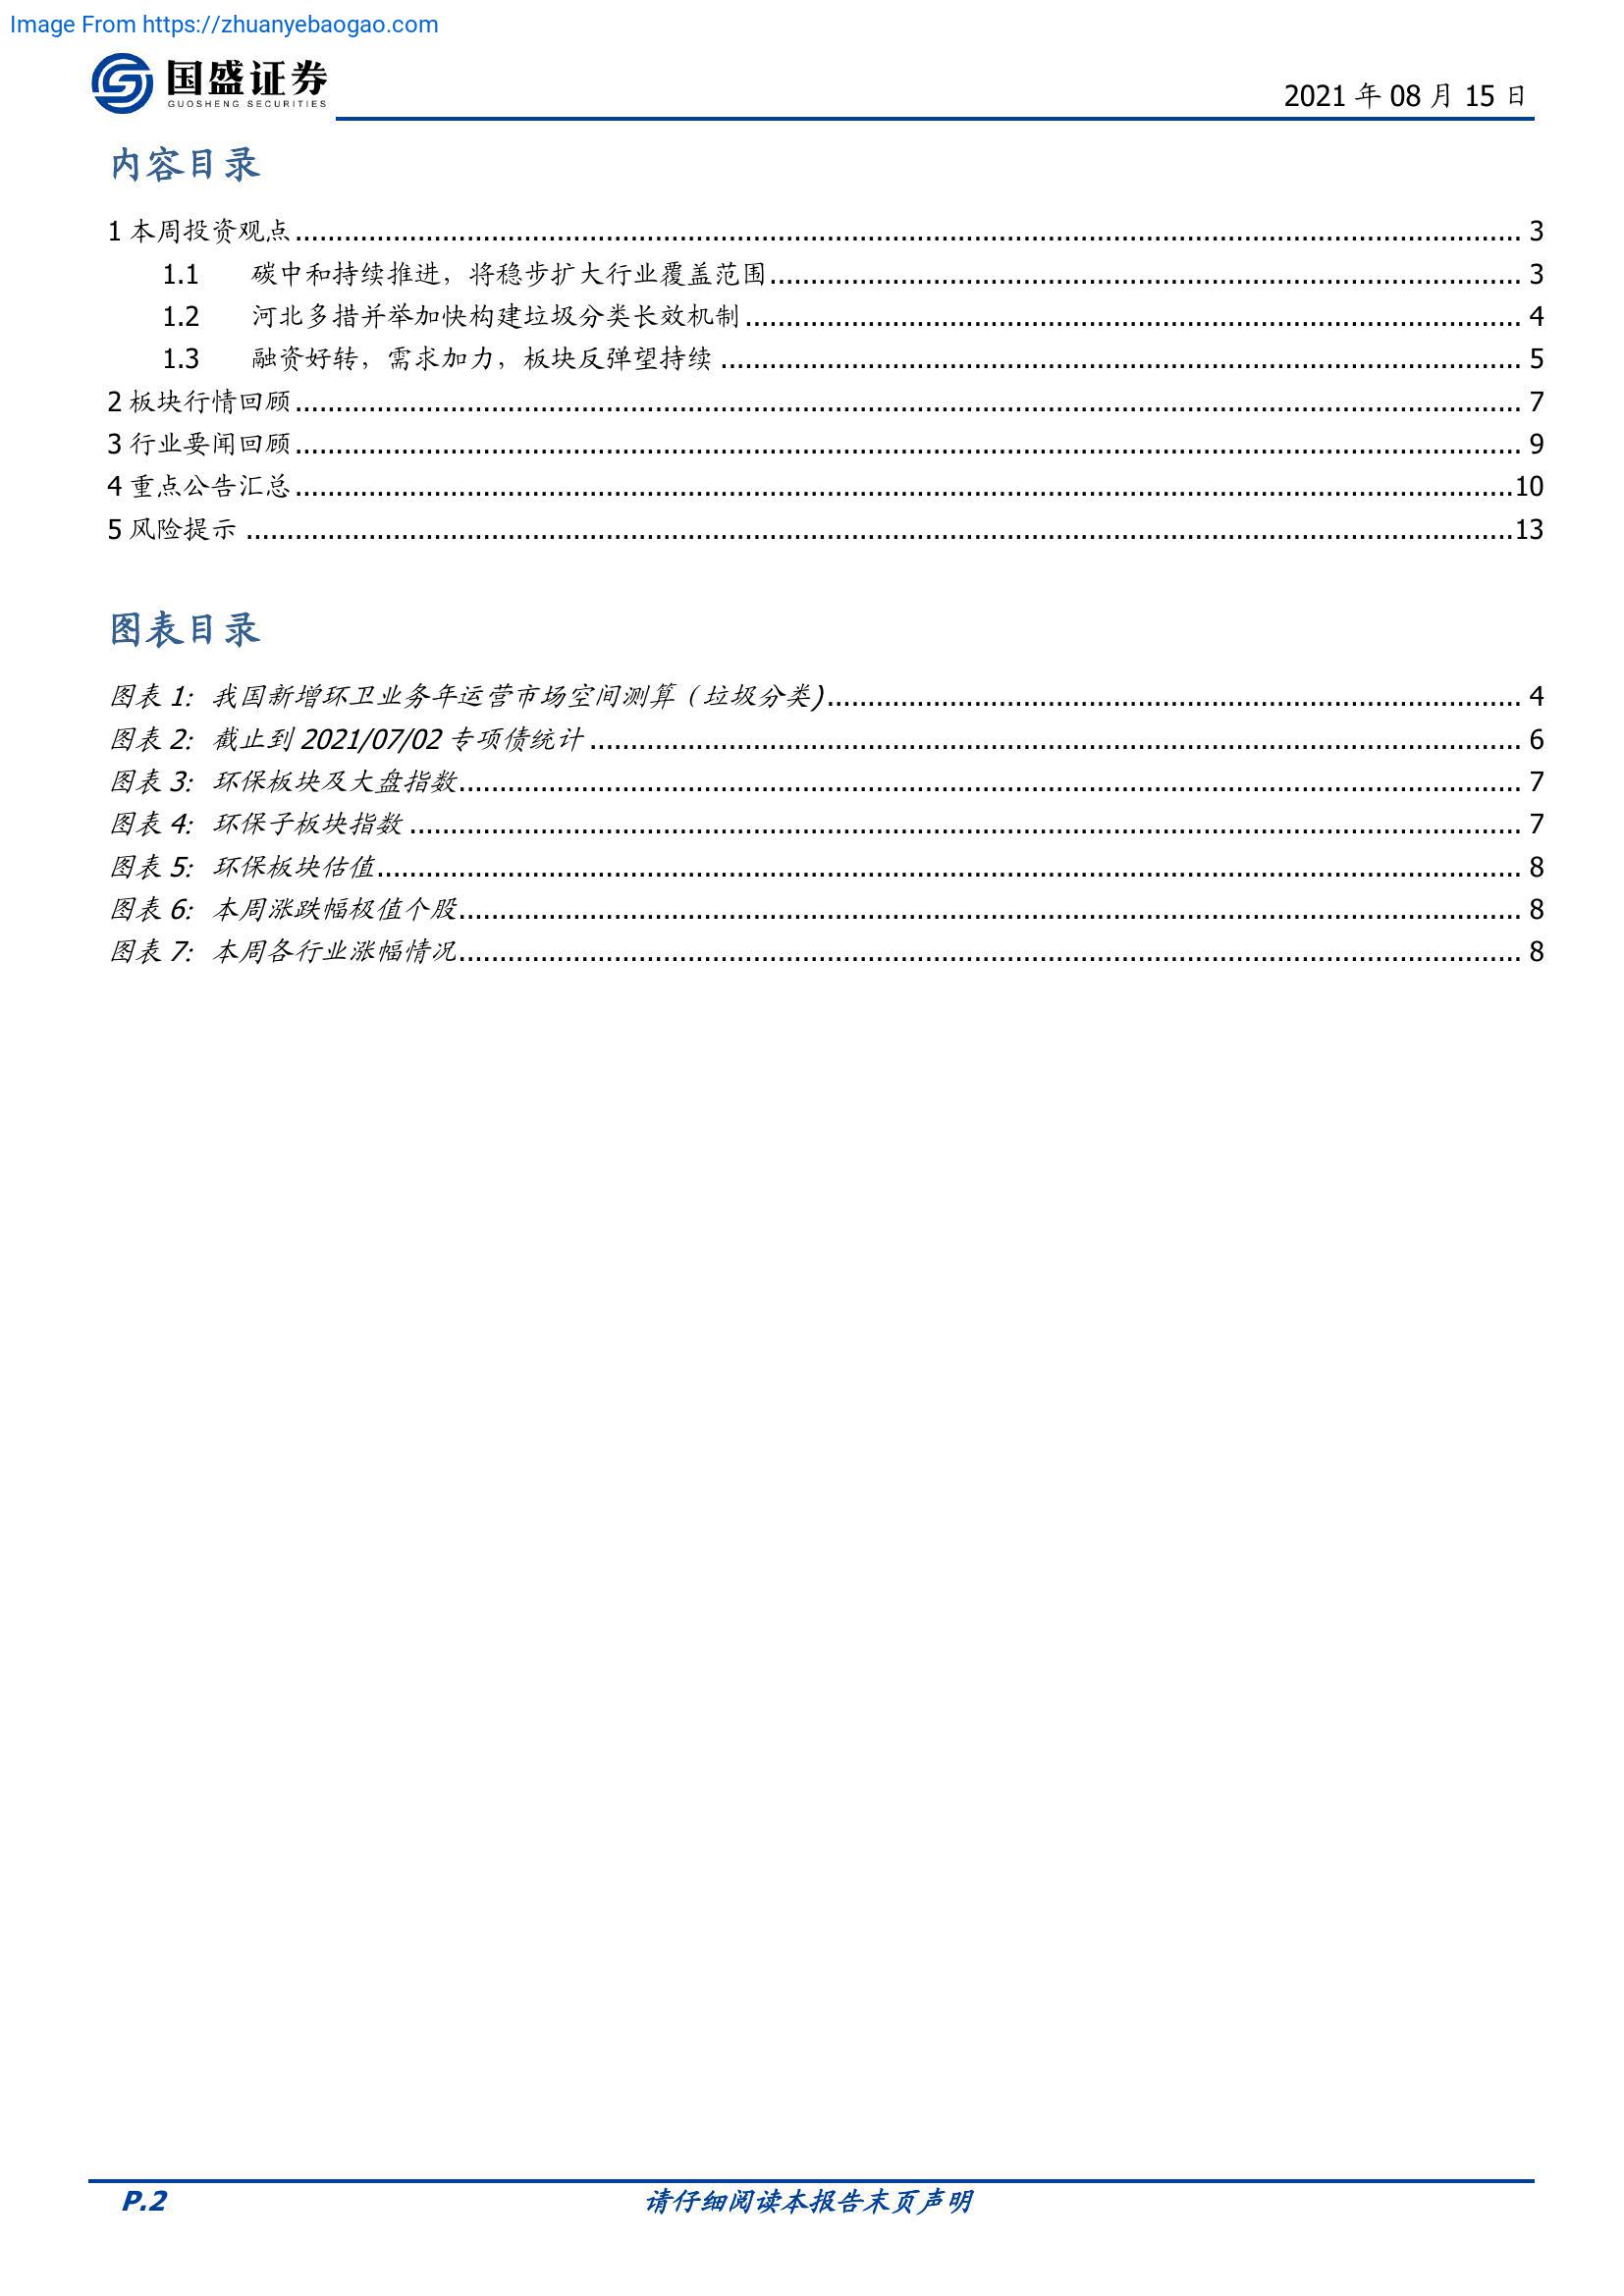 Image From https://zhuanyebaogao.com
国盛证券
GUOSHENG SECURITIES
2021 年 08 月 15 日
内容目录
1 本周投资观点 3
1.1 碳中和持续推进，将稳步扩大行业覆盖范围 3
1.2 河北多措并举加快构建垃圾分类长效机制 4
1.3 融资好转，需求加力，板块反弹望持续 5
2 板块行情回顾 7
3 行业要闻回顾 9
4 重点公告汇总 10
5 风险提示 13
图表目录
图表 1: 我国新增环卫业务年运营市场空间测算（垃圾分类) 4
图表 2: 截止到 2021/07/02 专项债统计 6
图表 3: 环保板块及大盘指数 7
图表 4: 环保子板块指数 7
图表 5: 环保板块估值 8
图表 6: 本周涨跌幅极值个股 8
图表 7: 本周各行业涨幅情况 8
P.2 请仔细阅读本报告末页声明